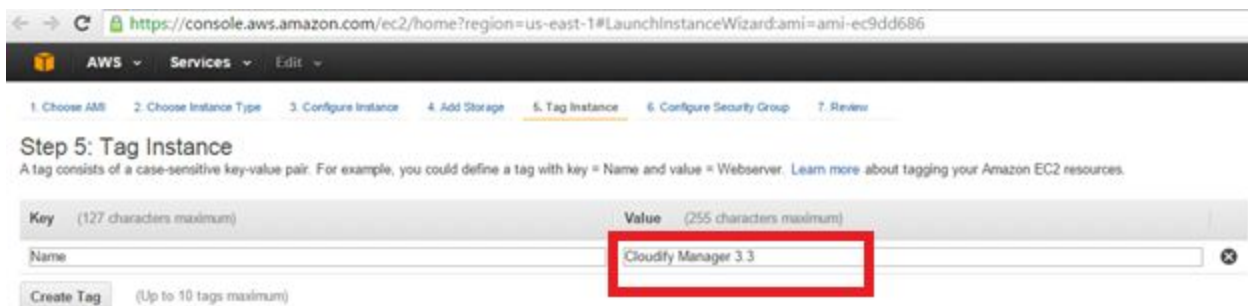 https://console.aws.amazon.com/ec2/home?region=us-east-1#LaunchInstanceWizard:ami=ami-ec9dd686
AWS Services Edit
1. Choose AMI 2. Choose Instance Type 3. Configure Instance 4. Add Storage 5. Tag Instance 6. Configure Security Group 7. Review
Step 5: Tag Instance
A tag consists of a case-sensitive key-value pair. For example, you could define a tag with key = Name and value = Webserver. Learn more about tagging your Amazon EC2 resources.
Key (127 characters maximum) Value (255 characters maximum)
Name Cloudify Manager 3.3
Create Tag (Up to 10 tags maximum)